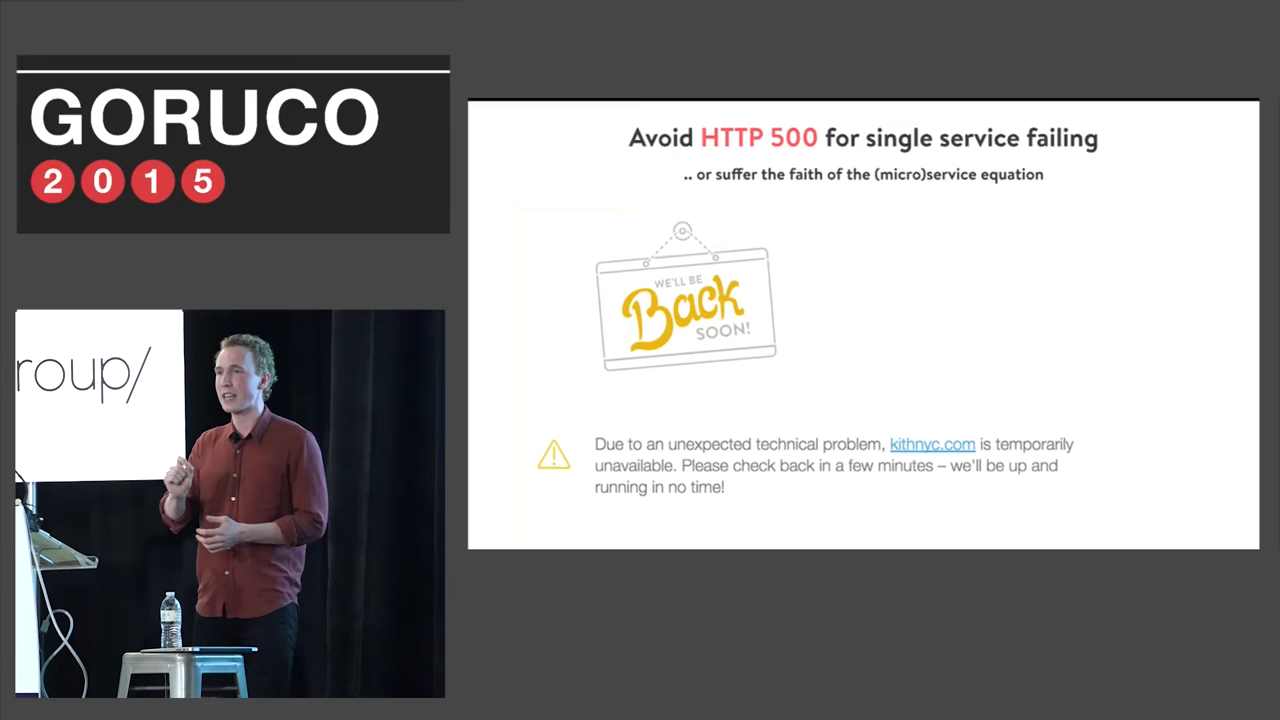 GORUCO
2015
roup/
Avoid HTTP 500 for single service failing
.. or suffer the faith of the (micro)service equation
WE'LL BE
Back
SOON!
Due to an unexpected technical problem, kithnyc.com is temporarily
unavailable. Please check back in a few minutes – we'll be up and
running in no time!